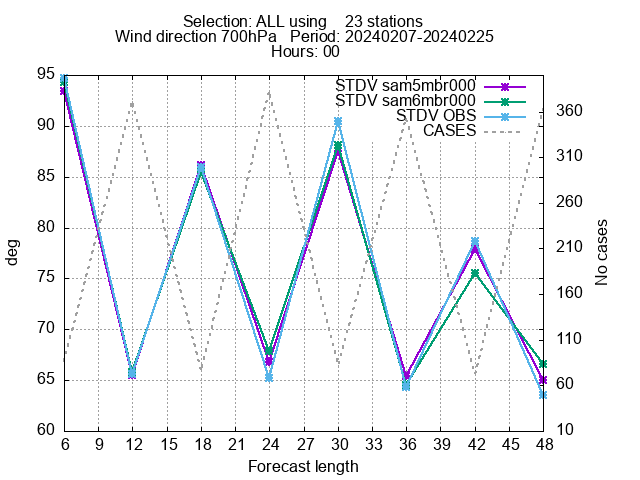 Selection: ALL using    23 stations
Wind direction 700hPa   Period: 20240207-20240225
Hours: 00
STDV sam5mbr000
STDV sam6mbr000
STDV OBS
CASES
95
90
85
80
75
70
65
60
deg
360
310
260
210
160
110
60
10
No cases
6 9 12 15 18 21 24 27 30 33 36 39 42 45 48
Forecast length